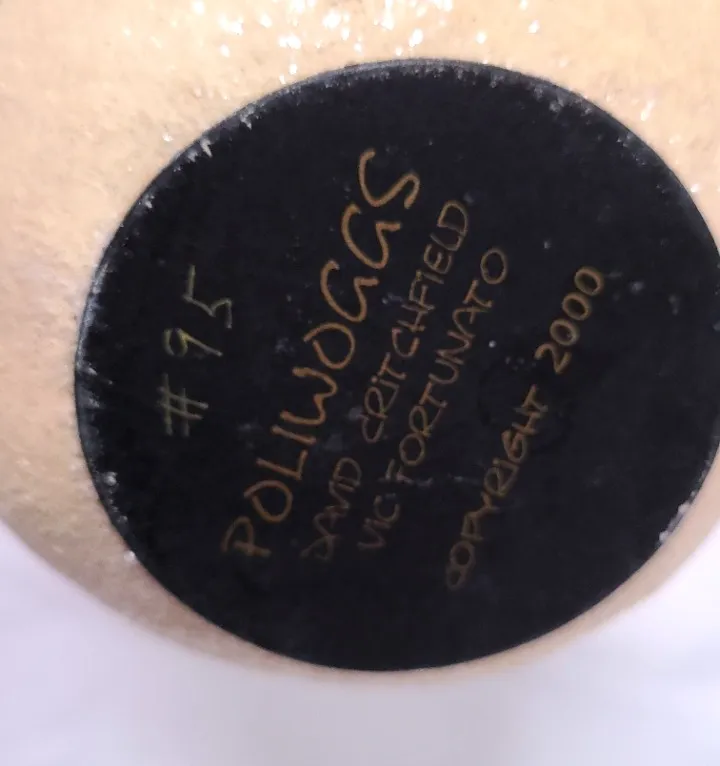 #95
POLIWOGGS
DAVID CRITCHFIELD
VIC FORTUNATO
COPYRIGHT 2000